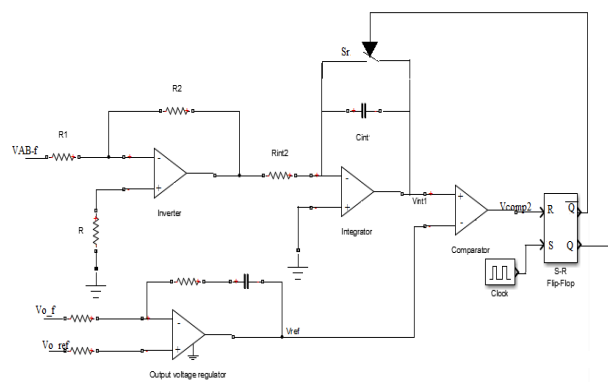 Sr
R2
R1
Rint2
Cint
VAB-f
-
+
Inverter
R
-
+
Integrator
Vint1
+
-
Comparator
Vcomp2
R
Q
S
Q
S-R
Flip-Flop
Clock
Vo_f
Vo_ref
-
+
Vref
Output voltage regulator